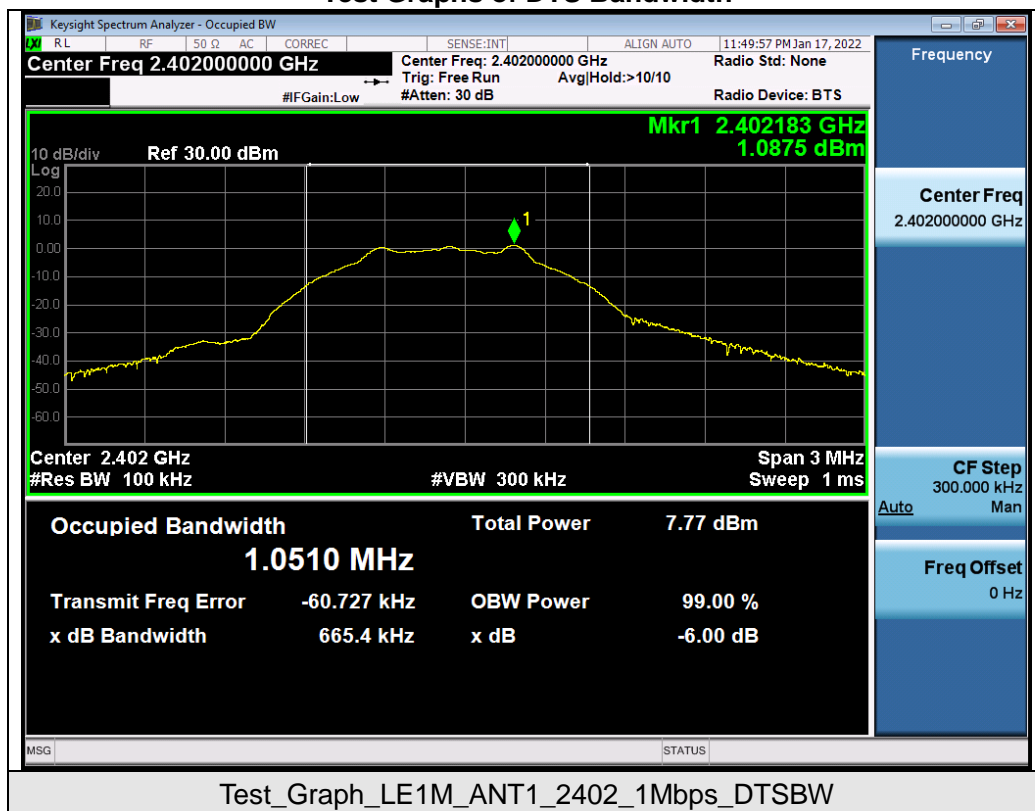 Test Graphs of DTS Bandwidth
Keysight Spectrum Analyzer - Occupied BW
LXI RL RF 50 Ω AC CORREC SENSE:INT ALIGN AUTO 11:49:57 PM Jan 17, 2022
Center Freq 2.402000000 GHz
Center Freq: 2.402000000 GHz Radio Std: None
Trig: Free Run Avg|Hold:>10/10
#IFGain:Low #Atten: 30 dB Radio Device: BTS
Mkr1 2.402183 GHz
1.0875 dBm
10 dB/div Ref 30.00 dBm
Log
20.0
10.0
0.00
-10.0
-20.0
-30.0
-40.0
-50.0
-60.0
1
Center 2.402 GHz Span 3 MHz
#Res BW 100 kHz #VBW 300 kHz Sweep 1 ms
Occupied Bandwidth Total Power 7.77 dBm
1.0510 MHz
Transmit Freq Error -60.727 kHz OBW Power 99.00 %
x dB Bandwidth 665.4 kHz x dB -6.00 dB
MSG STATUS
Frequency
Center Freq
2.402000000 GHz
CF Step
300.000 kHz
Auto Man
Freq Offset
0 Hz
Test_Graph_LE1M_ANT1_2402_1Mbps_DTSBW